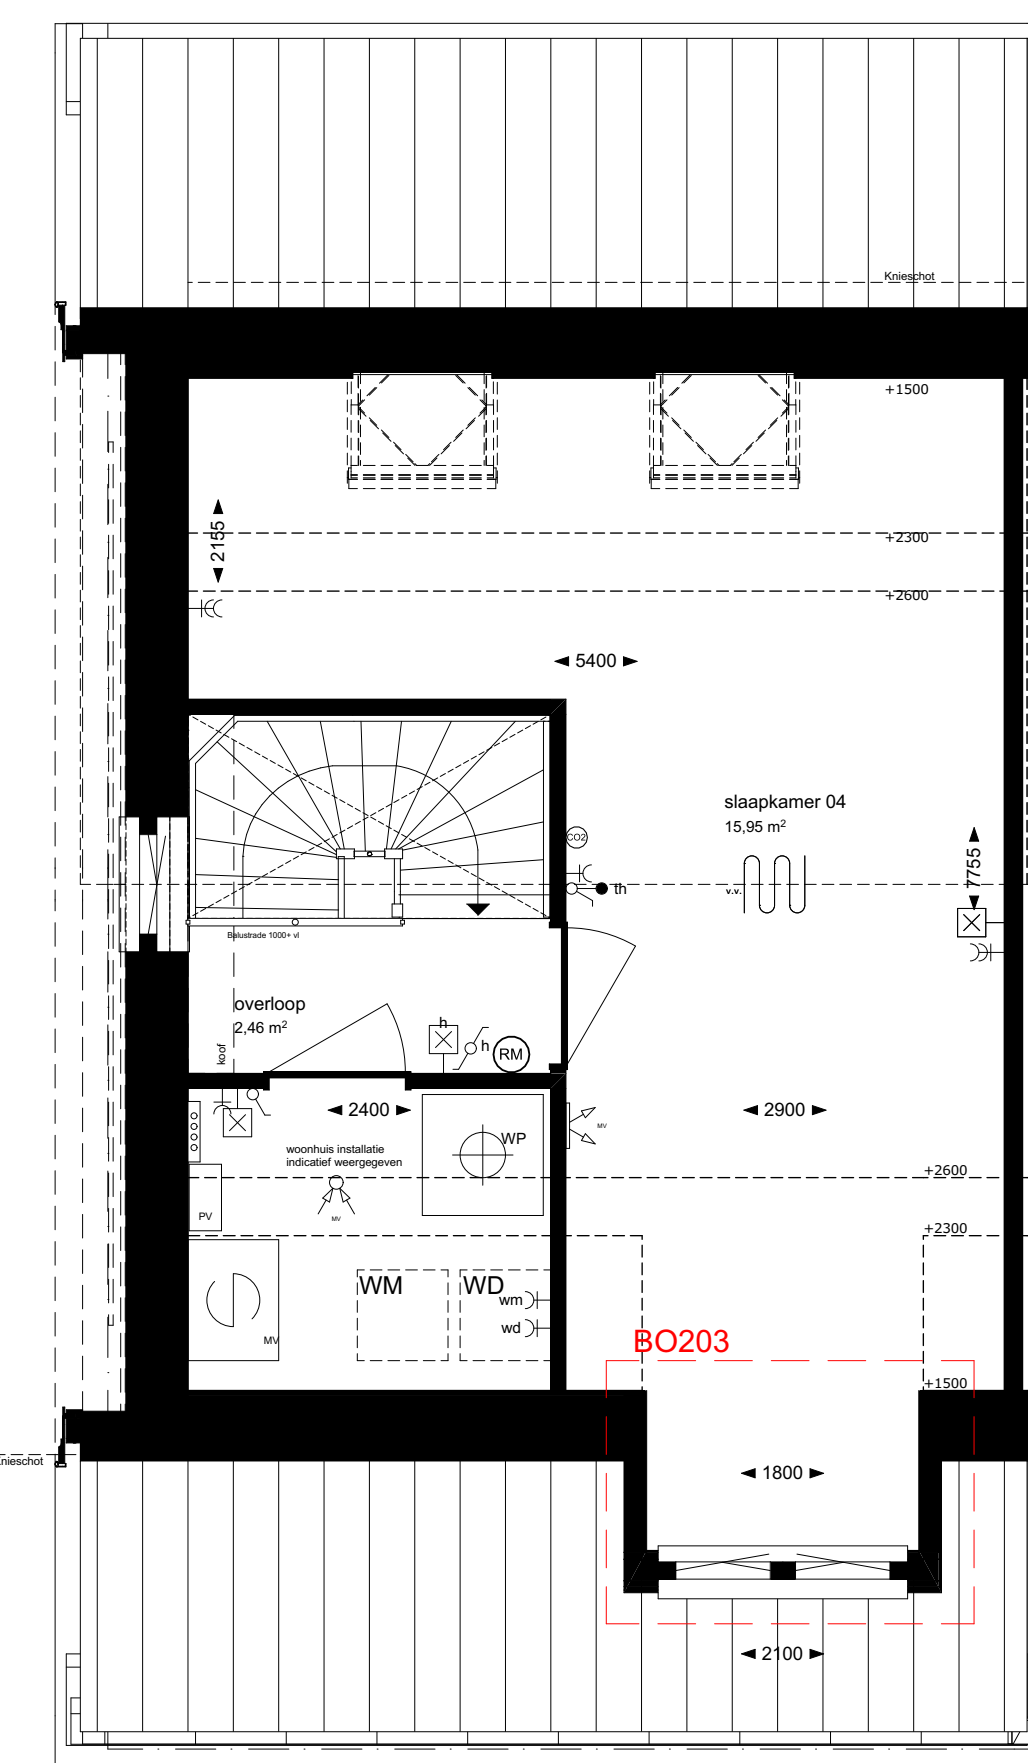 Knieschot
+1500
2155
+2300
+2600
5400
slaapkamer 04
15,95 m²
CO2
7755
th
v.v.
Balustrade 1000+ vl
overloop
2,46 m²
koof
h
h
RM
2400
2900
MV
WP
woonhuis installatie
indicatief weergegeven
+2600
PV
MV
+2300
WM
WD
wm
wd
MV
BO203
+1500
nieschot
1800
2100